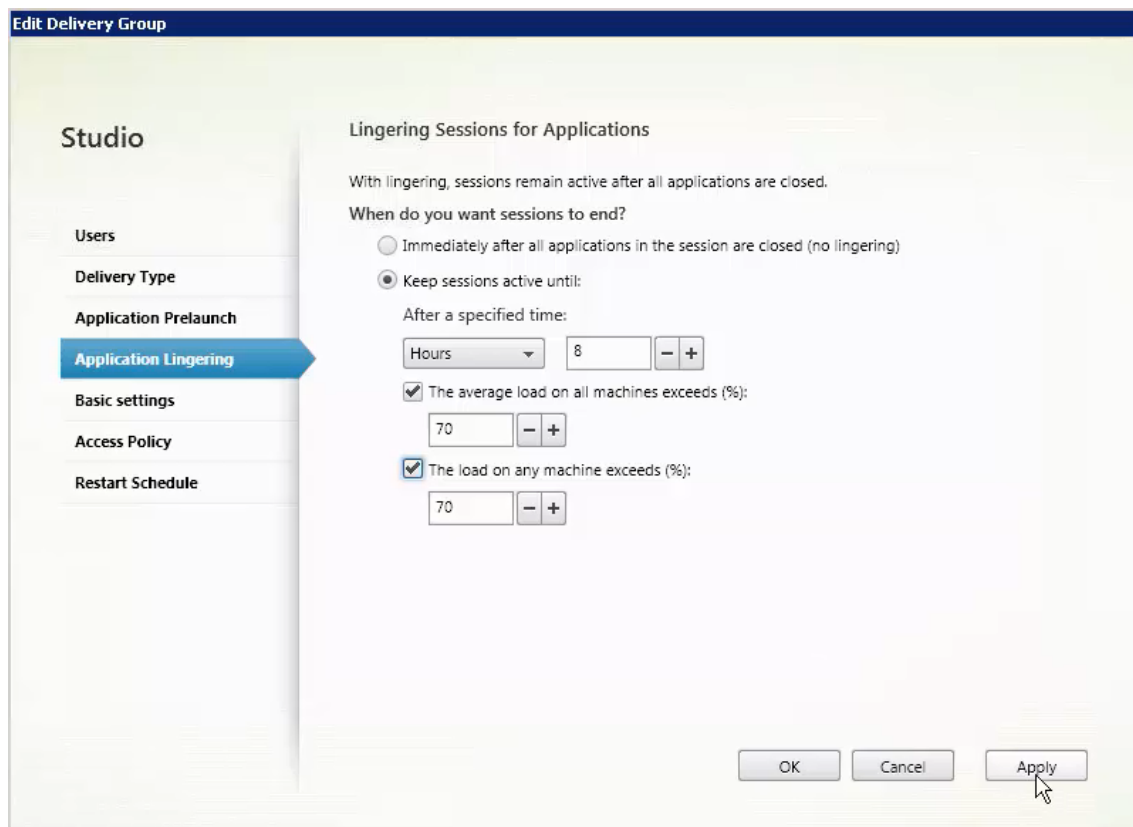 Edit Delivery Group
Studio
Users
Delivery Type
Application Prelaunch
Application Lingering
Basic settings
Access Policy
Restart Schedule
Lingering Sessions for Applications
With lingering, sessions remain active after all applications are closed.
When do you want sessions to end?
Immediately after all applications in the session are closed (no lingering)
Keep sessions active until:
After a specified time:
Hours 8
The average load on all machines exceeds (%):
70
The load on any machine exceeds (%):
70
OK Cancel Apply